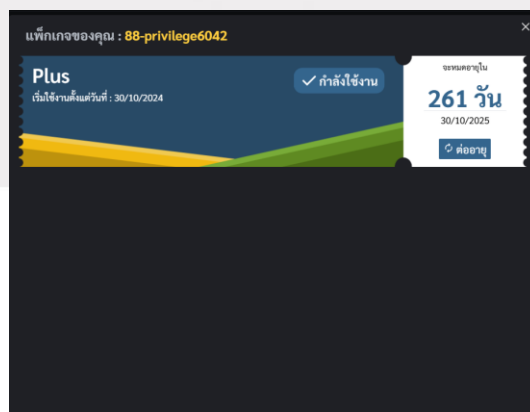 แพ็กเกจของคุณ : 88-privilege6042
Plus
เริ่มใช้งานตั้งแต่วันที่ : 30/10/2024
กำลังใช้งาน
จะหมดอายุใน
261 วัน
30/10/2025
ต่ออายุ